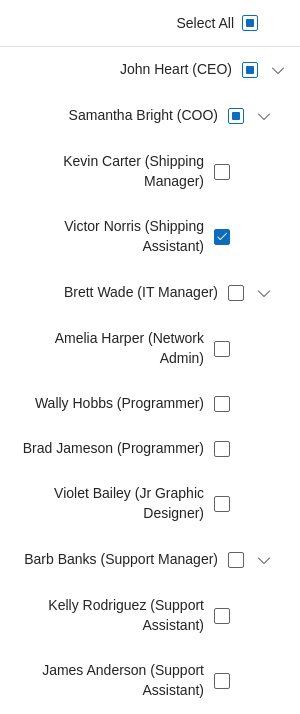 Select All
John Heart (CEO)
Samantha Bright (COO)
Kevin Carter (Shipping
Manager)
Victor Norris (Shipping
Assistant)
Brett Wade (IT Manager)
Amelia Harper (Network
Admin)
Wally Hobbs (Programmer)
Brad Jameson (Programmer)
Violet Bailey (Jr Graphic
Designer)
Barb Banks (Support Manager)
Kelly Rodriguez (Support
Assistant)
James Anderson (Support
Assistant)